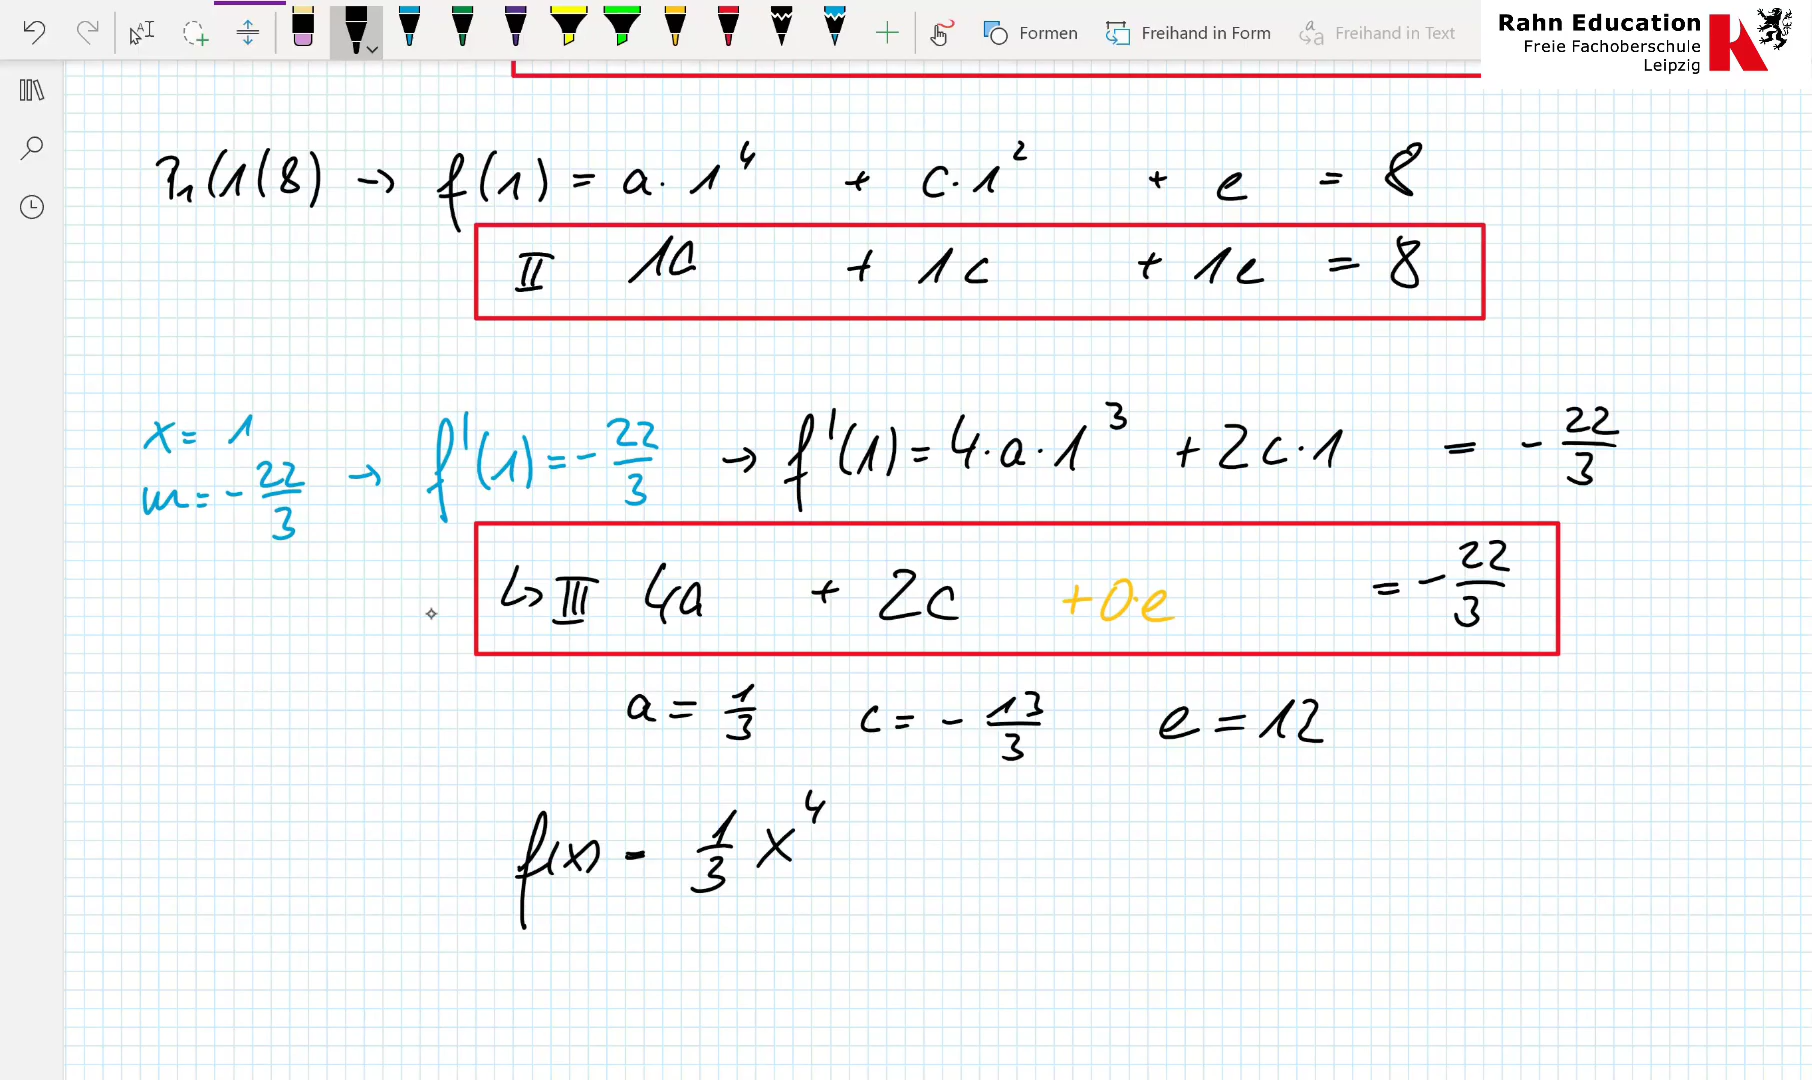 Formen
Freihand in Form
Freihand in Text
Rahn Education
Freie Fachoberschule
Leipzig
P₁(1|8) → f(1) = a · 1⁴ + c · 1² + e = 8
II 1a + 1c + 1e = 8
x = 1
m = - 22/3 → f'(1) = - 22/3 → f'(1) = 4 · a · 1³ + 2c · 1 = - 22/3
↳ III 4a + 2c + 0·e = - 22/3
a = 1/3 c = - 13/3 e = 12
f(x) = 1/3 x⁴